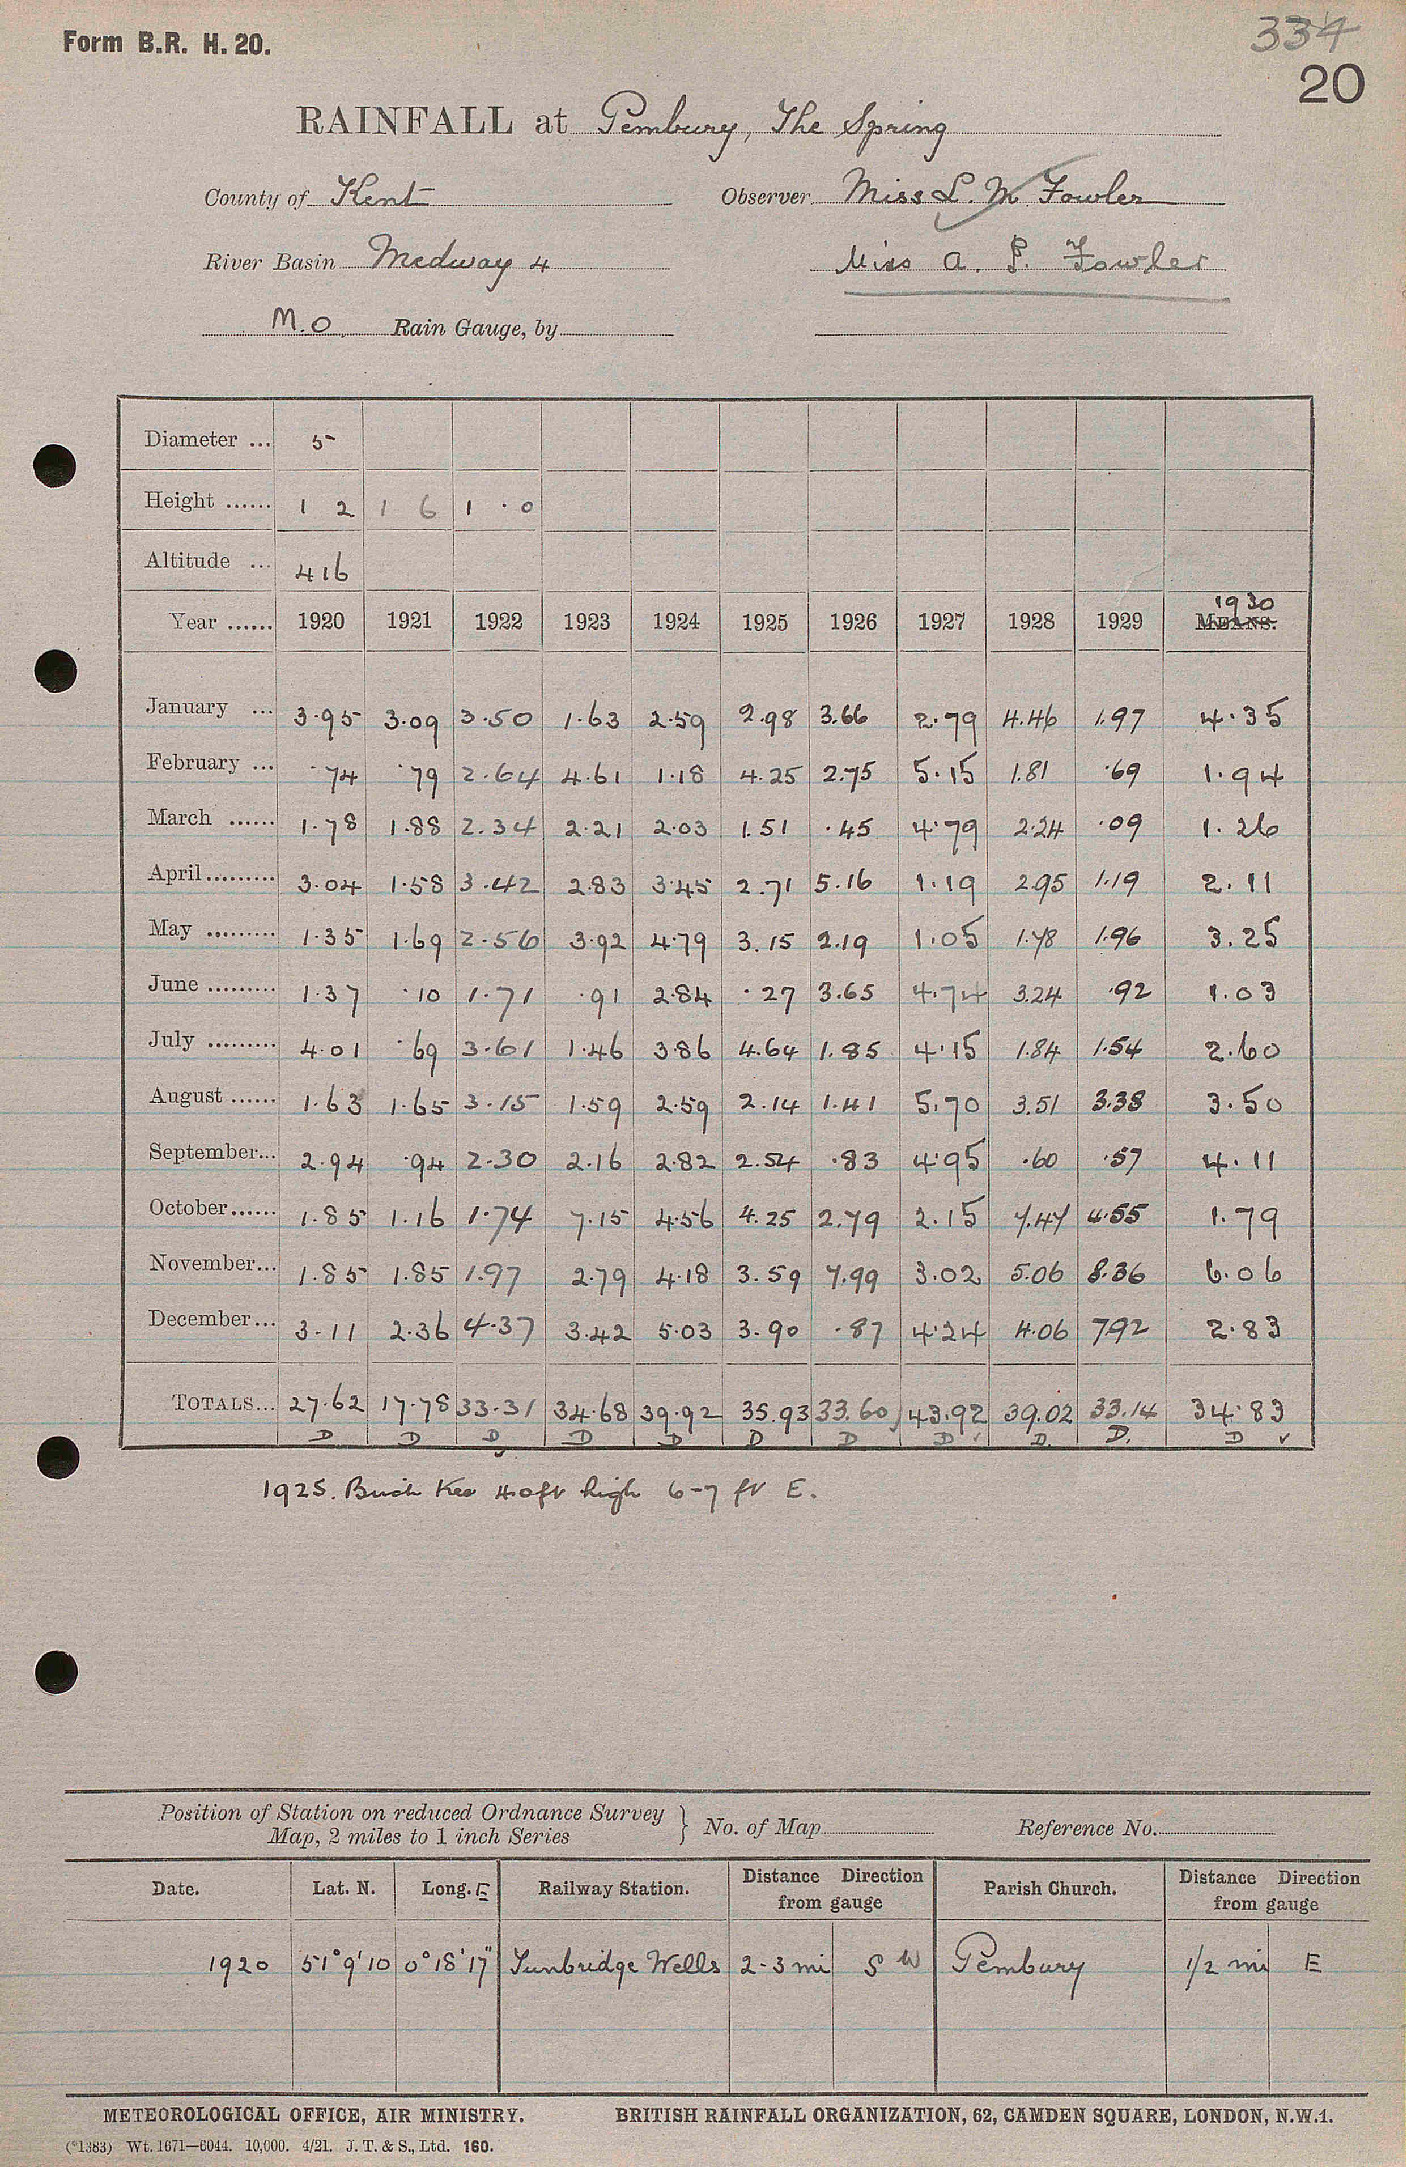 Form B.R. H. 20.
334
20
RAINFALL at Pembury, The Spring
County of Kent Observer Miss L. M Fowler
River Basin Medway 4 Miss A. P. Fowler
M.O. Rain Gauge, by
Diameter ... 5
Height ...... 1 2 1 6 1 · 0
Altitude ... 416
1930
Year ...... 1920 1921 1922 1923 1924 1925 1926 1927 1928 1929 MEANS.
January ... 3.95 3.09 3.50 1.63 2.59 2.98 3.66 2.79 4.46 1.97 4.35
February ... .74 .79 2.64 4.61 1.18 4.25 2.75 5.15 1.81 .69 1.94
March ...... 1.78 1.88 2.34 2.21 2.03 1.51 .45 4.79 2.24 .09 1.26
April......... 3.04 1.58 3.42 2.83 3.45 2.71 5.16 1.19 2.95 1.19 2.11
May ......... 1.35 1.69 2.56 3.92 4.79 3.15 2.19 1.05 1.78 1.96 3.25
June ......... 1.37 .10 1.71 .91 2.84 .27 3.65 4.74 3.24 .92 1.03
July ......... 4.01 .69 3.61 1.46 3.86 4.64 1.85 4.15 1.84 1.54 2.60
August ...... 1.63 1.65 3.15 1.59 2.59 2.14 1.41 5.70 3.51 3.38 3.50
September... 2.94 .94 2.30 2.16 2.82 2.54 .83 4.95 .60 .57 4.11
October...... 1.85 1.16 1.74 7.15 4.56 4.25 2.79 2.15 7.47 4.55 1.79
November... 1.85 1.85 1.97 2.79 4.18 3.59 7.99 3.02 5.06 8.36 6.06
December... 3.11 2.36 4.37 3.42 5.03 3.90 .87 4.24 4.06 7.92 2.83
TOTALS... 27.62 17.78 33.31 34.68 39.92 35.93 33.60 43.92 39.02 33.14 34.83
D D D D D D D D ✓ D. D. D ✓
1925. high 6-7 ft E.
Position of Station on reduced Ordnance Survey
Map, 2 miles to 1 inch Series } No. of Map Reference No.
Date. Lat. N. Long. E Railway Station. Distance Direction from gauge Parish Church. Distance Direction from gauge
1920 51°9'10 0°18'17" Tunbridge Wells 2-3 mi S W Pembury 1/2 mi E
METEOROLOGICAL OFFICE, AIR MINISTRY. BRITISH RAINFALL ORGANIZATION, 62, CAMDEN SQUARE, LONDON, N.W.1.
(*1383) Wt. 1671—6044. 10,000. 4/21. J. T. & S., Ltd. 160.